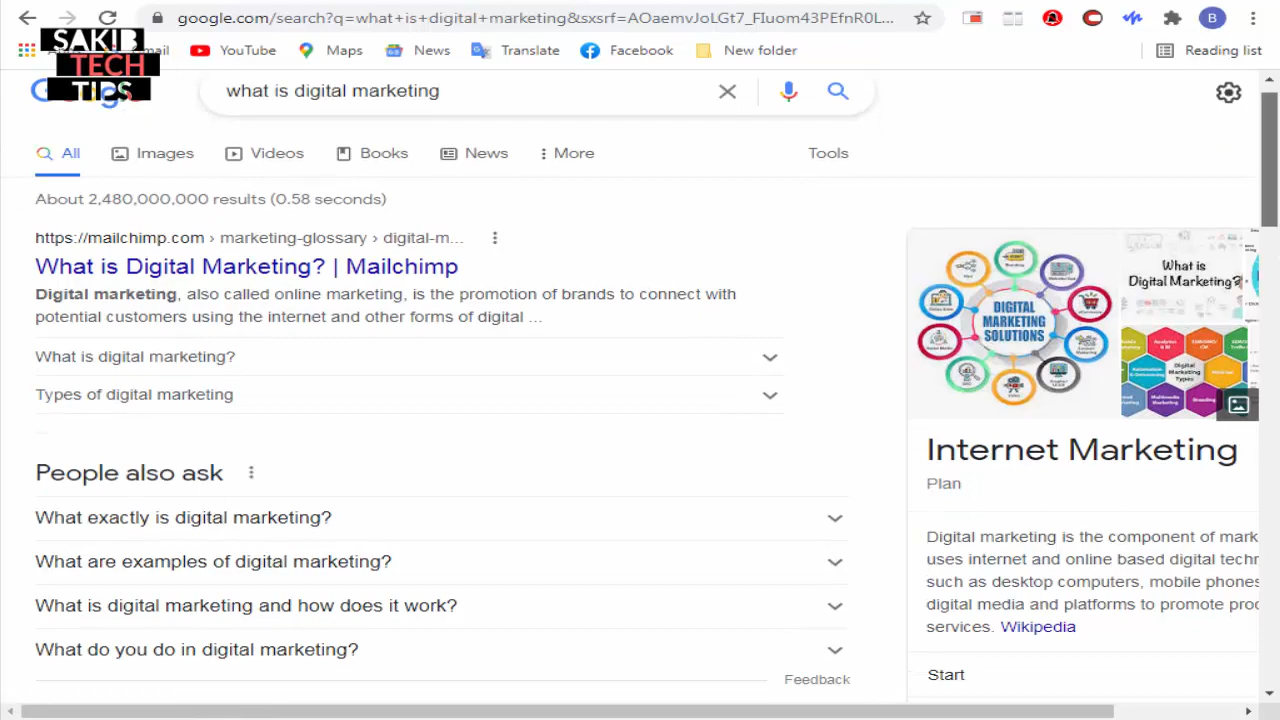 google.com/search?q=what+is+digital+marketing&sxsrf=AOaemvJoLGt7_FIuom43PEfnR0L...
B
SAKIB
TECH
TIPS
YouTube
Maps
News
Translate
Facebook
New folder
Reading list
what is digital marketing
All
Images
Videos
Books
News
More
Tools
About 2,480,000,000 results (0.58 seconds)
https://mailchimp.com › marketing-glossary › digital-m...
What is Digital Marketing? | Mailchimp
Digital marketing, also called online marketing, is the promotion of brands to connect with
potential customers using the internet and other forms of digital ...
What is digital marketing?
Types of digital marketing
People also ask
What exactly is digital marketing?
What are examples of digital marketing?
What is digital marketing and how does it work?
What do you do in digital marketing?
Feedback
DIGITAL
MARKETING
SOLUTIONS
What is
Digital Marketing?
Digital
Marketing
Types
Internet Marketing
Plan
Digital marketing is the component of mark
uses internet and online based digital techn
such as desktop computers, mobile phones
digital media and platforms to promote proc
services. Wikipedia
Start